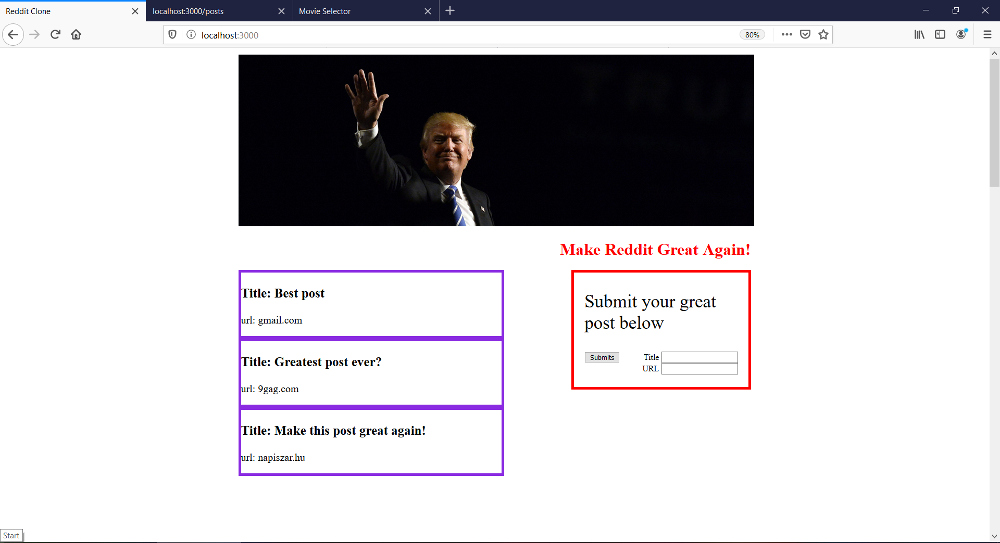 Reddit Clone
localhost:3000/posts
Movie Selector
localhost:3000
80%
TRU
Make Reddit Great Again!
Title: Best post
url: gmail.com
Title: Greatest post ever?
url: 9gag.com
Title: Make this post great again!
url: napiszar.hu
Submit your great
post below
Submits
Title
URL
Start